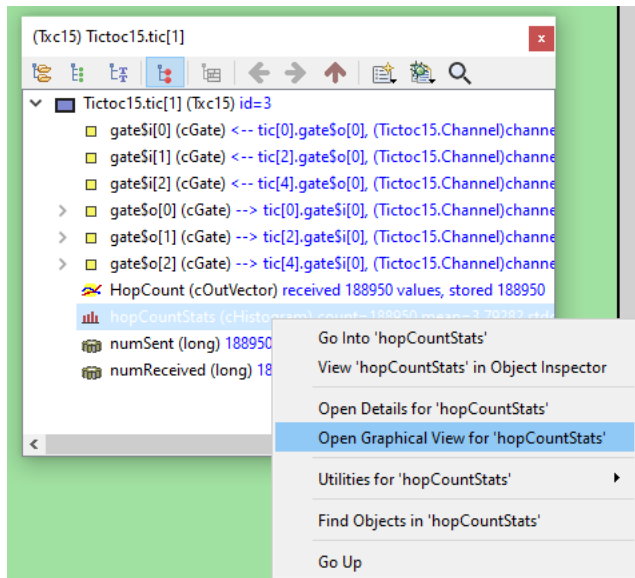 (Txc15) Tictoc15.tic[1]
Tictoc15.tic[1] (Txc15) id=3
gate$i[0] (cGate) <-- tic[0].gate$o[0], (Tictoc15.Channel)channe
gate$i[1] (cGate) <-- tic[2].gate$o[0], (Tictoc15.Channel)channe
gate$i[2] (cGate) <-- tic[4].gate$o[0], (Tictoc15.Channel)channe
gate$o[0] (cGate) --> tic[0].gate$i[0], (Tictoc15.Channel)channe
gate$o[1] (cGate) --> tic[2].gate$i[0], (Tictoc15.Channel)channe
gate$o[2] (cGate) --> tic[4].gate$i[0], (Tictoc15.Channel)channe
HopCount (cOutVector) received 188950 values, stored 188950
hopCountStats (cHistogram) count=188950 mean=3.79282
numSent (long) 188950
numReceived (long) 18
Go Into 'hopCountStats'
View 'hopCountStats' in Object Inspector
Open Details for 'hopCountStats'
Open Graphical View for 'hopCountStats'
Utilities for 'hopCountStats'
Find Objects in 'hopCountStats'
Go Up